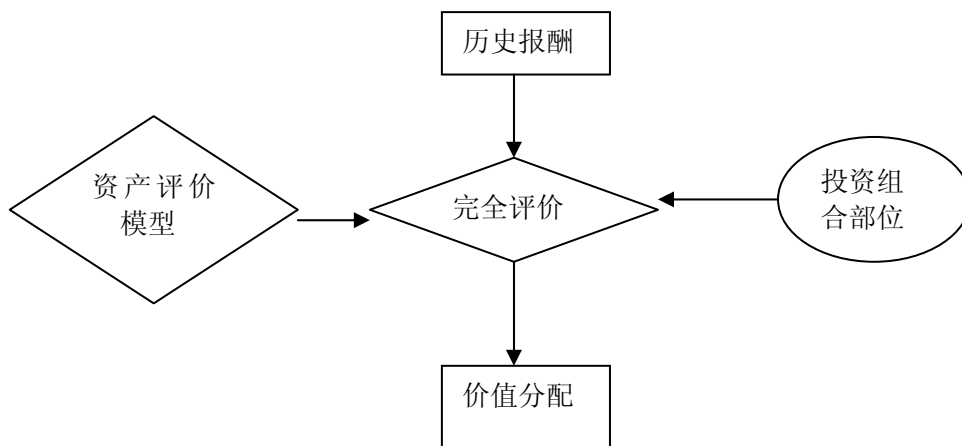 历史报酬
资产评价
模型
完全评价
投资组
合部位
价值分配